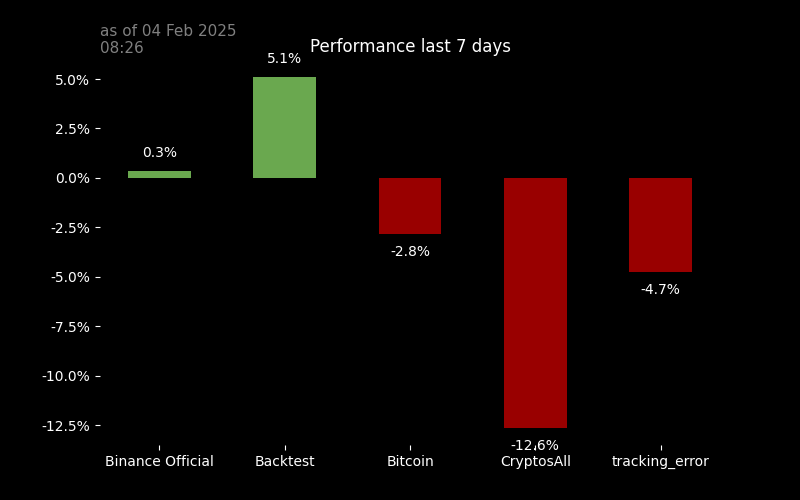 as of 04 Feb 2025
08:26
Performance last 7 days
5.0%
2.5%
0.0%
-2.5%
-5.0%
-7.5%
-10.0%
-12.5%
0.3%
5.1%
-2.8%
-12.6%
-4.7%
Binance Official
Backtest
Bitcoin
CryptosAll
tracking_error